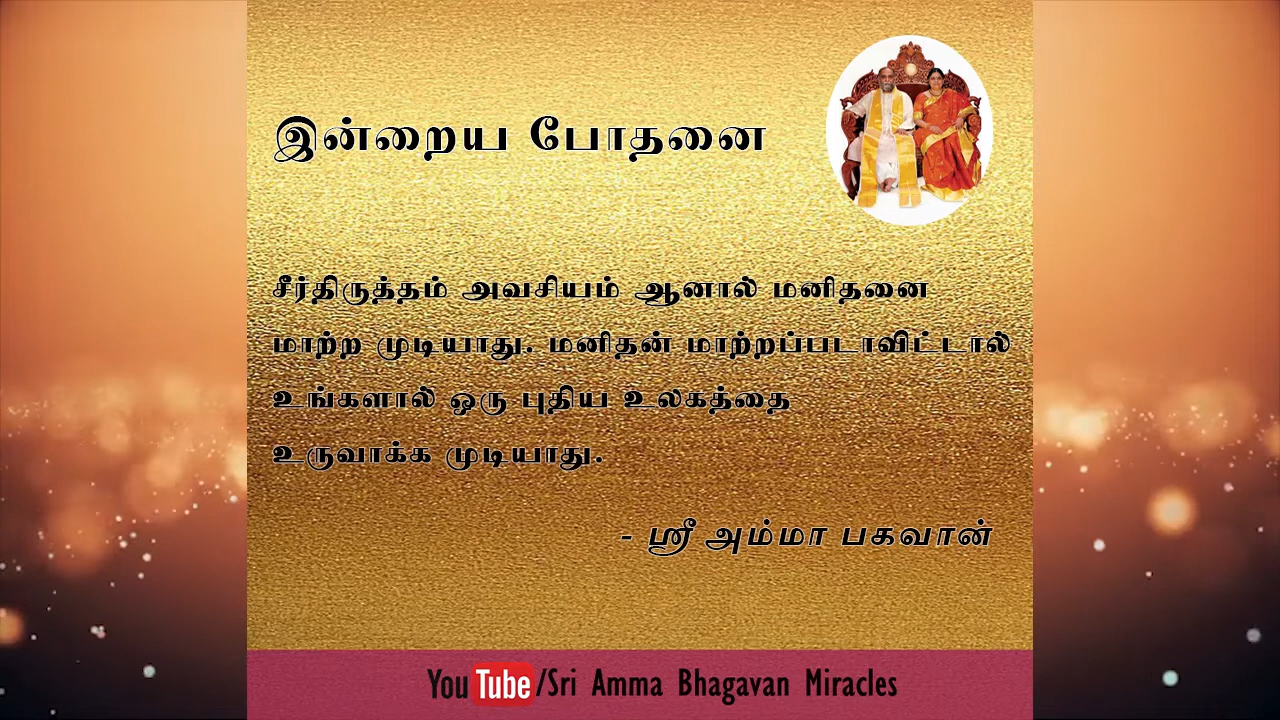 இன்றைய போதனை
சீர்திருத்தம் அவசியம் ஆனால் மனிதனை
மாற்ற முடியாது. மனிதன் மாற்றப்படாவிட்டால்
உங்களால் ஒரு புதிய உலகத்தை
உருவாக்க முடியாது.
- ஸ்ரீ அம்மா பகவான்
YouTube/Sri Amma Bhagavan Miracles